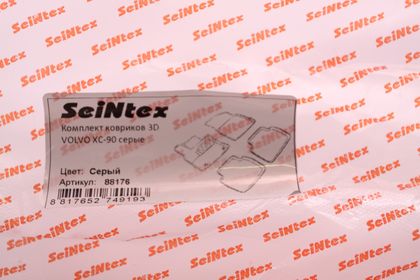 SeiNtex
Комплект ковриков 3D
VOLVO XC-90 серые
Цвет: Серый
Артикул: 88176
8 817652 749193